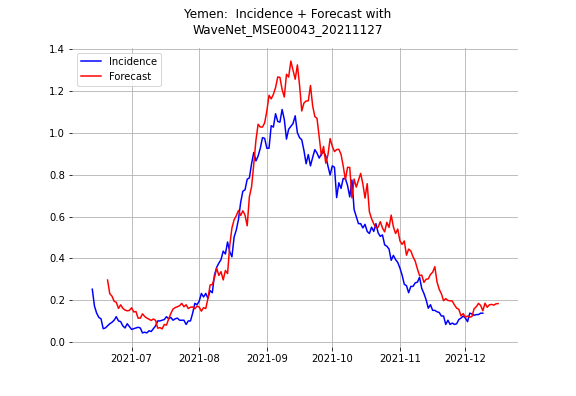 Yemen:  Incidence + Forecast with
WaveNet_MSE00043_20211127
1.4
Incidence
Forecast
1.2
1.0
0.8
0.6
0.4
0.2
0.0
2021-07 2021-08 2021-09 2021-10 2021-11 2021-12